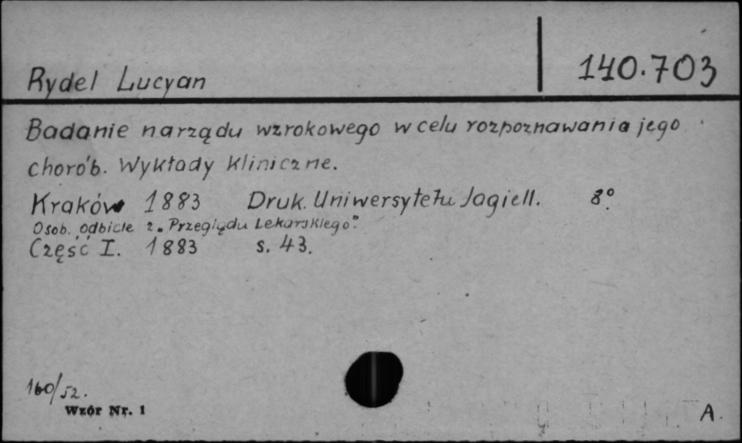 Rydel Lucyan
140.703
Badanie narządu wzrokowego w celu rozpoznawania jego
chorób. Wykłady kliniczne.
Kraków 1883 Druk. Uniwersytetu Jagiell. 8°
Osob. odbicie z „Przeglądu Lekarskiego".
Część I. 1883 s. 43.
160/52.
Wzór Nr. 1
A.